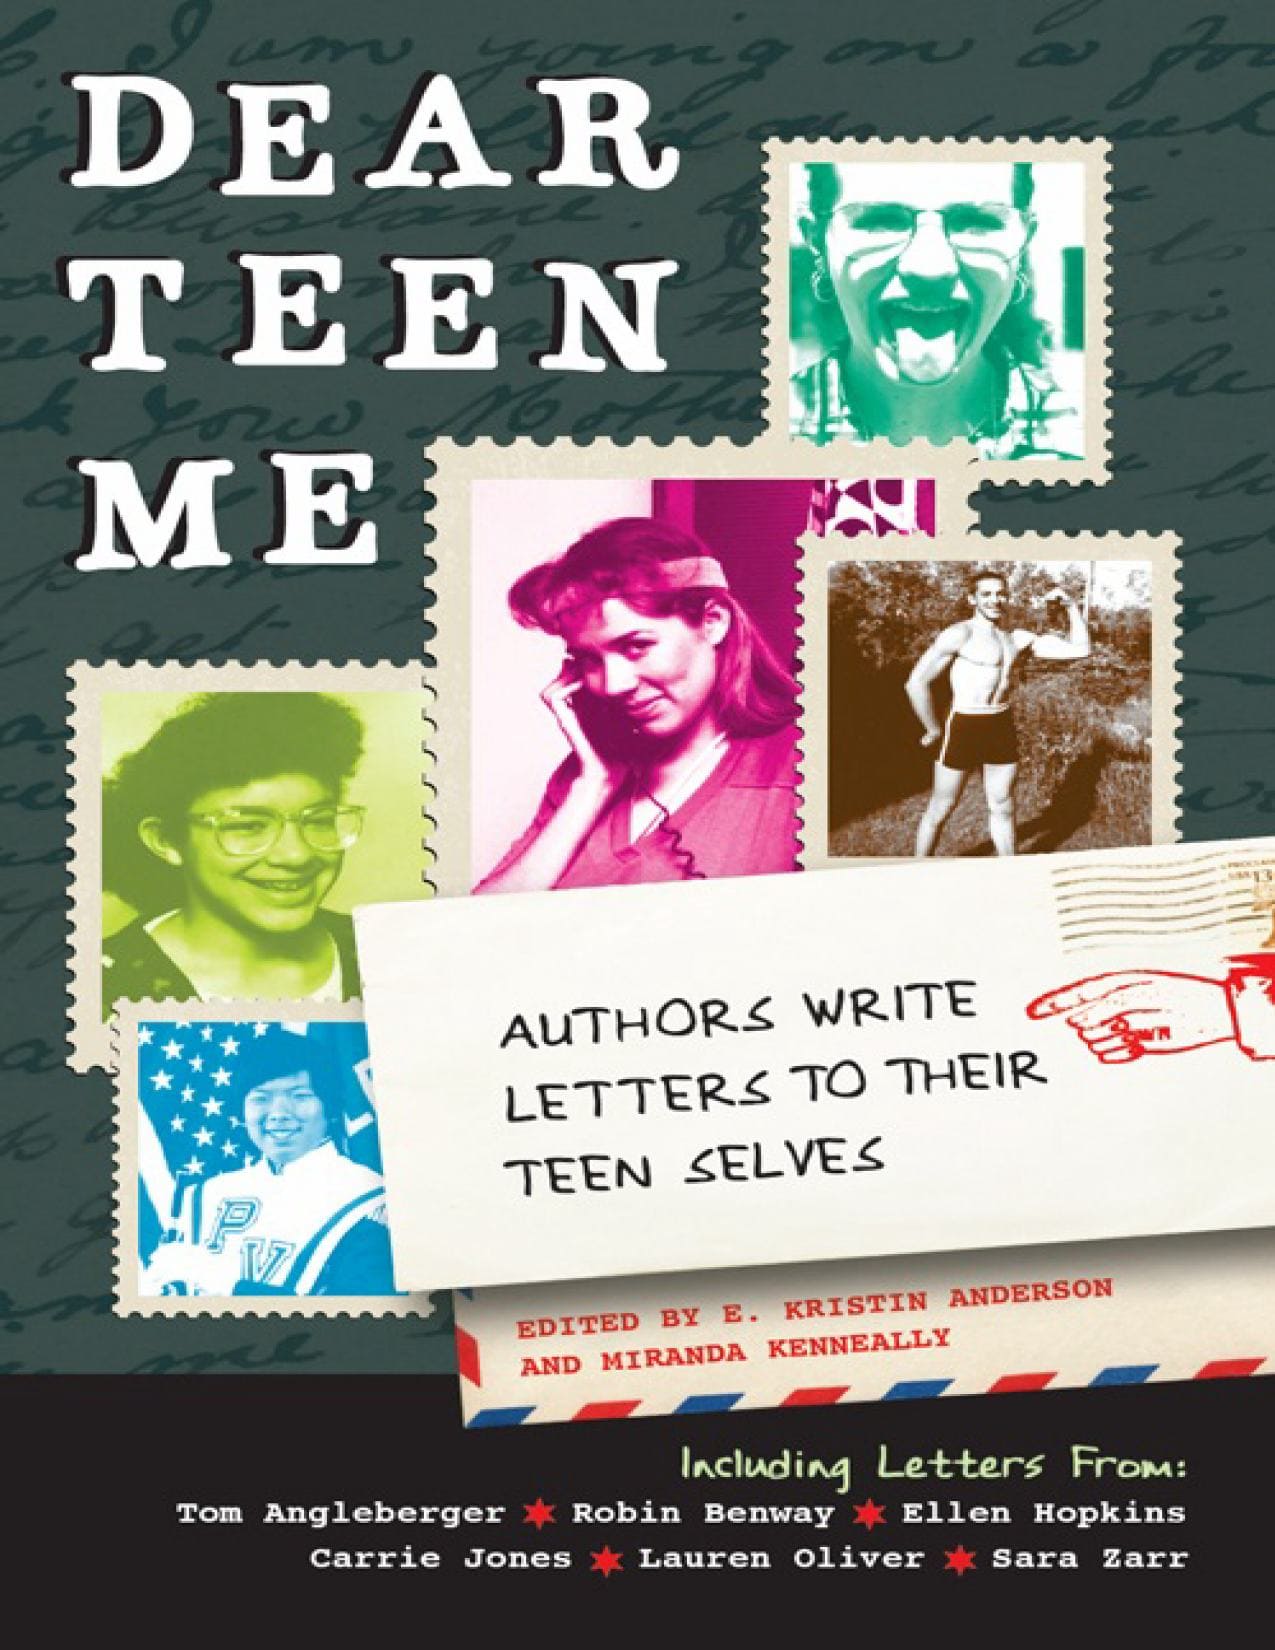 DEAR
TEEN
ME
PV
AUTHORS WRITE
LETTERS TO THEIR
TEEN SELVES
EDITED BY E. KRISTIN ANDERSON
AND MIRANDA KENNEALLY
Including Letters From:
Tom Angleberger ✶ Robin Benway ✶ Ellen Hopkins
Carrie Jones ✶ Lauren Oliver ✶ Sara Zarr